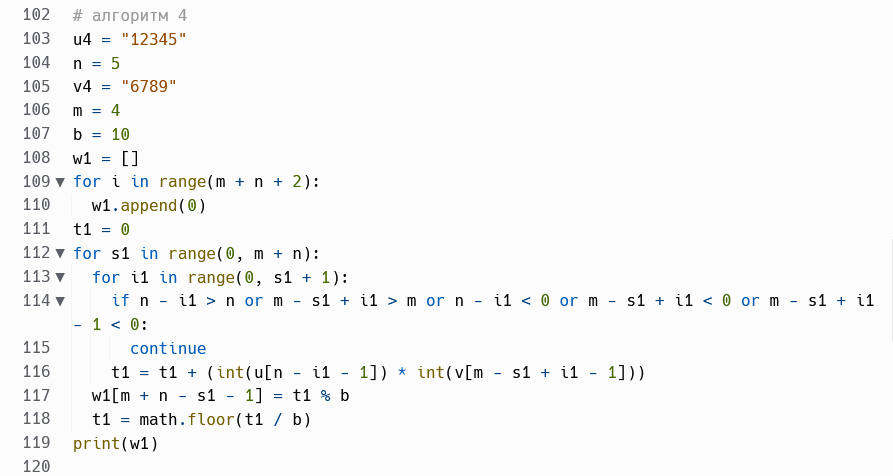 102 # алгоритм 4
103 u4 = "12345"
104 n = 5
105 v4 = "6789"
106 m = 4
107 b = 10
108 w1 = []
109 ▼ for i in range(m + n + 2):
110 w1.append(0)
111 t1 = 0
112 ▼ for s1 in range(0, m + n):
113 ▼ for i1 in range(0, s1 + 1):
114 ▼ if n - i1 > n or m - s1 + i1 > m or n - i1 < 0 or m - s1 + i1 < 0 or m - s1 + i1
- 1 < 0:
115 continue
116 t1 = t1 + (int(u[n - i1 - 1]) * int(v[m - s1 + i1 - 1]))
117 w1[m + n - s1 - 1] = t1 % b
118 t1 = math.floor(t1 / b)
119 print(w1)
120